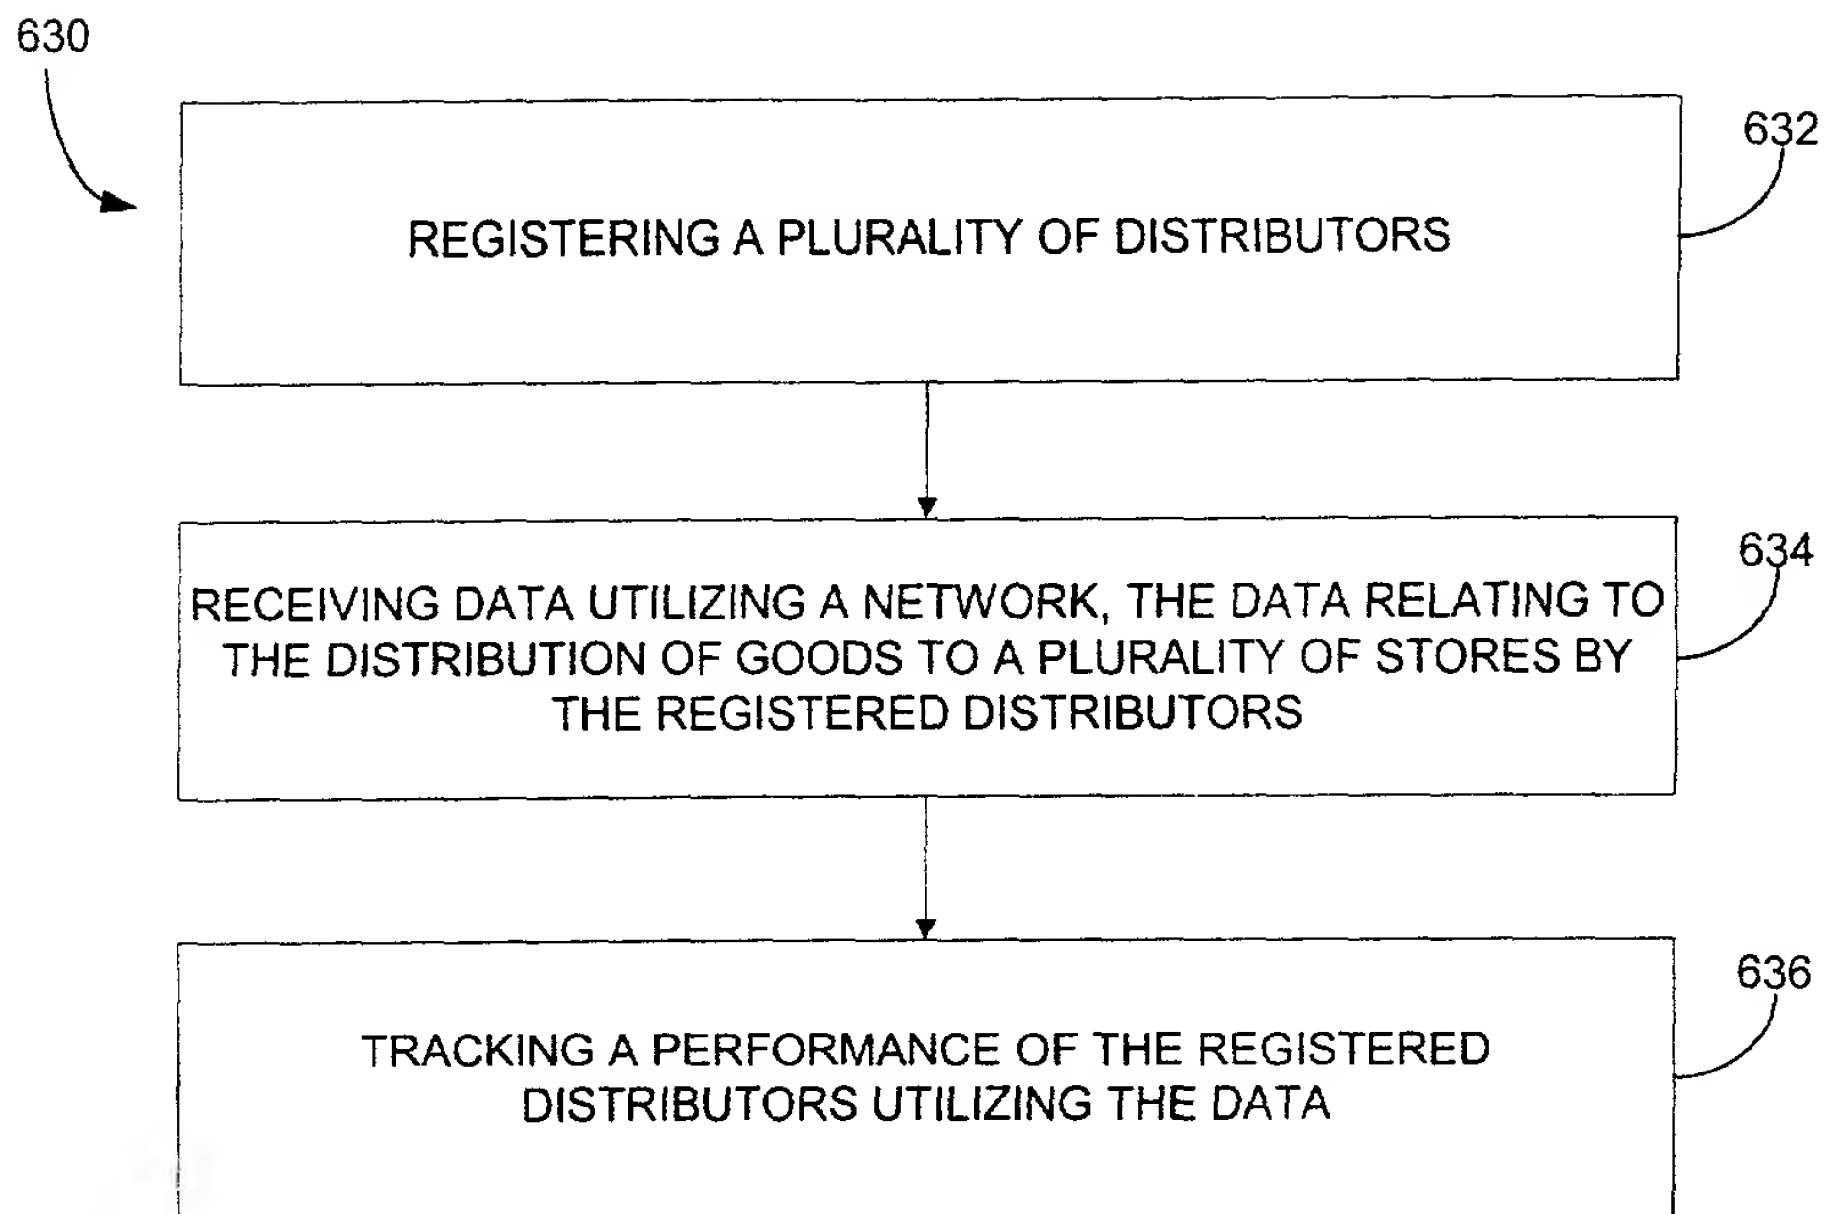 630
632
REGISTERING A PLURALITY OF DISTRIBUTORS
634
RECEIVING DATA UTILIZING A NETWORK, THE DATA RELATING TO
THE DISTRIBUTION OF GOODS TO A PLURALITY OF STORES BY
THE REGISTERED DISTRIBUTORS
636
TRACKING A PERFORMANCE OF THE REGISTERED
DISTRIBUTORS UTILIZING THE DATA